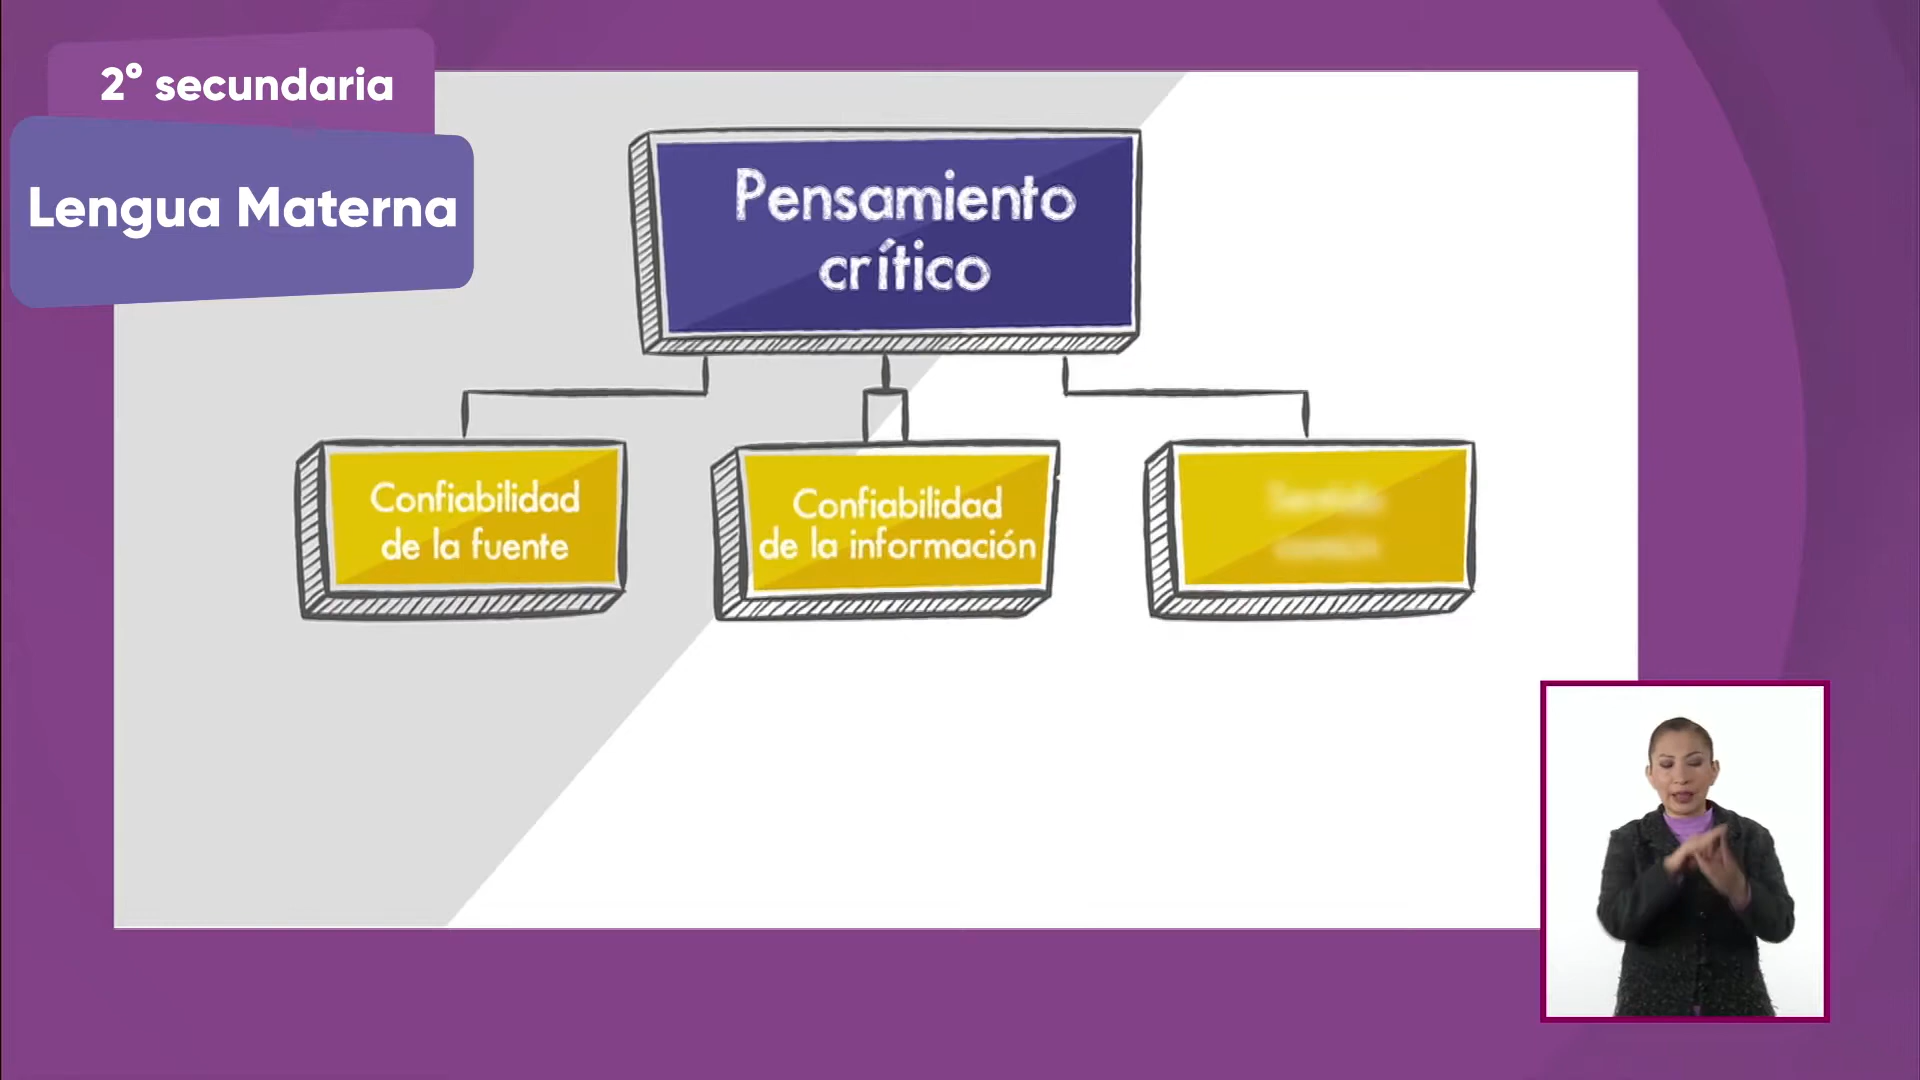 2° secundaria
Lengua Materna
Pensamiento
crítico
Confiabilidad
de la fuente
Confiabilidad
de la información